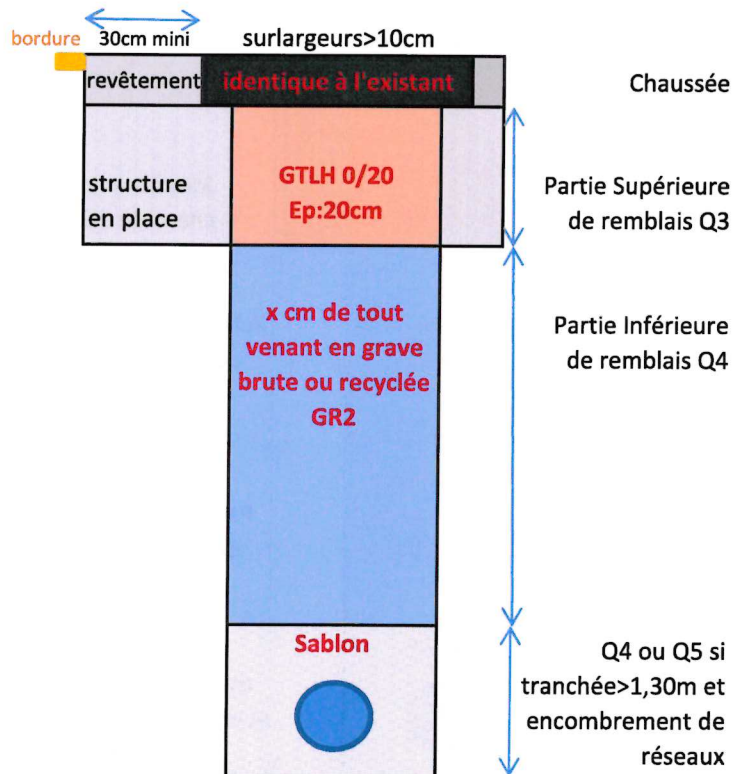 bordure
30cm mini
surlargeurs>10cm
revêtement
identique à l'existant
Chaussée
structure
en place
GTLH 0/20
Ep:20cm
Partie Supérieure
de remblais Q3
x cm de tout
venant en grave
brute ou recyclée
GR2
Partie Inférieure
de remblais Q4
Sablon
Q4 ou Q5 si
tranchée>1,30m et
encombrement de
réseaux